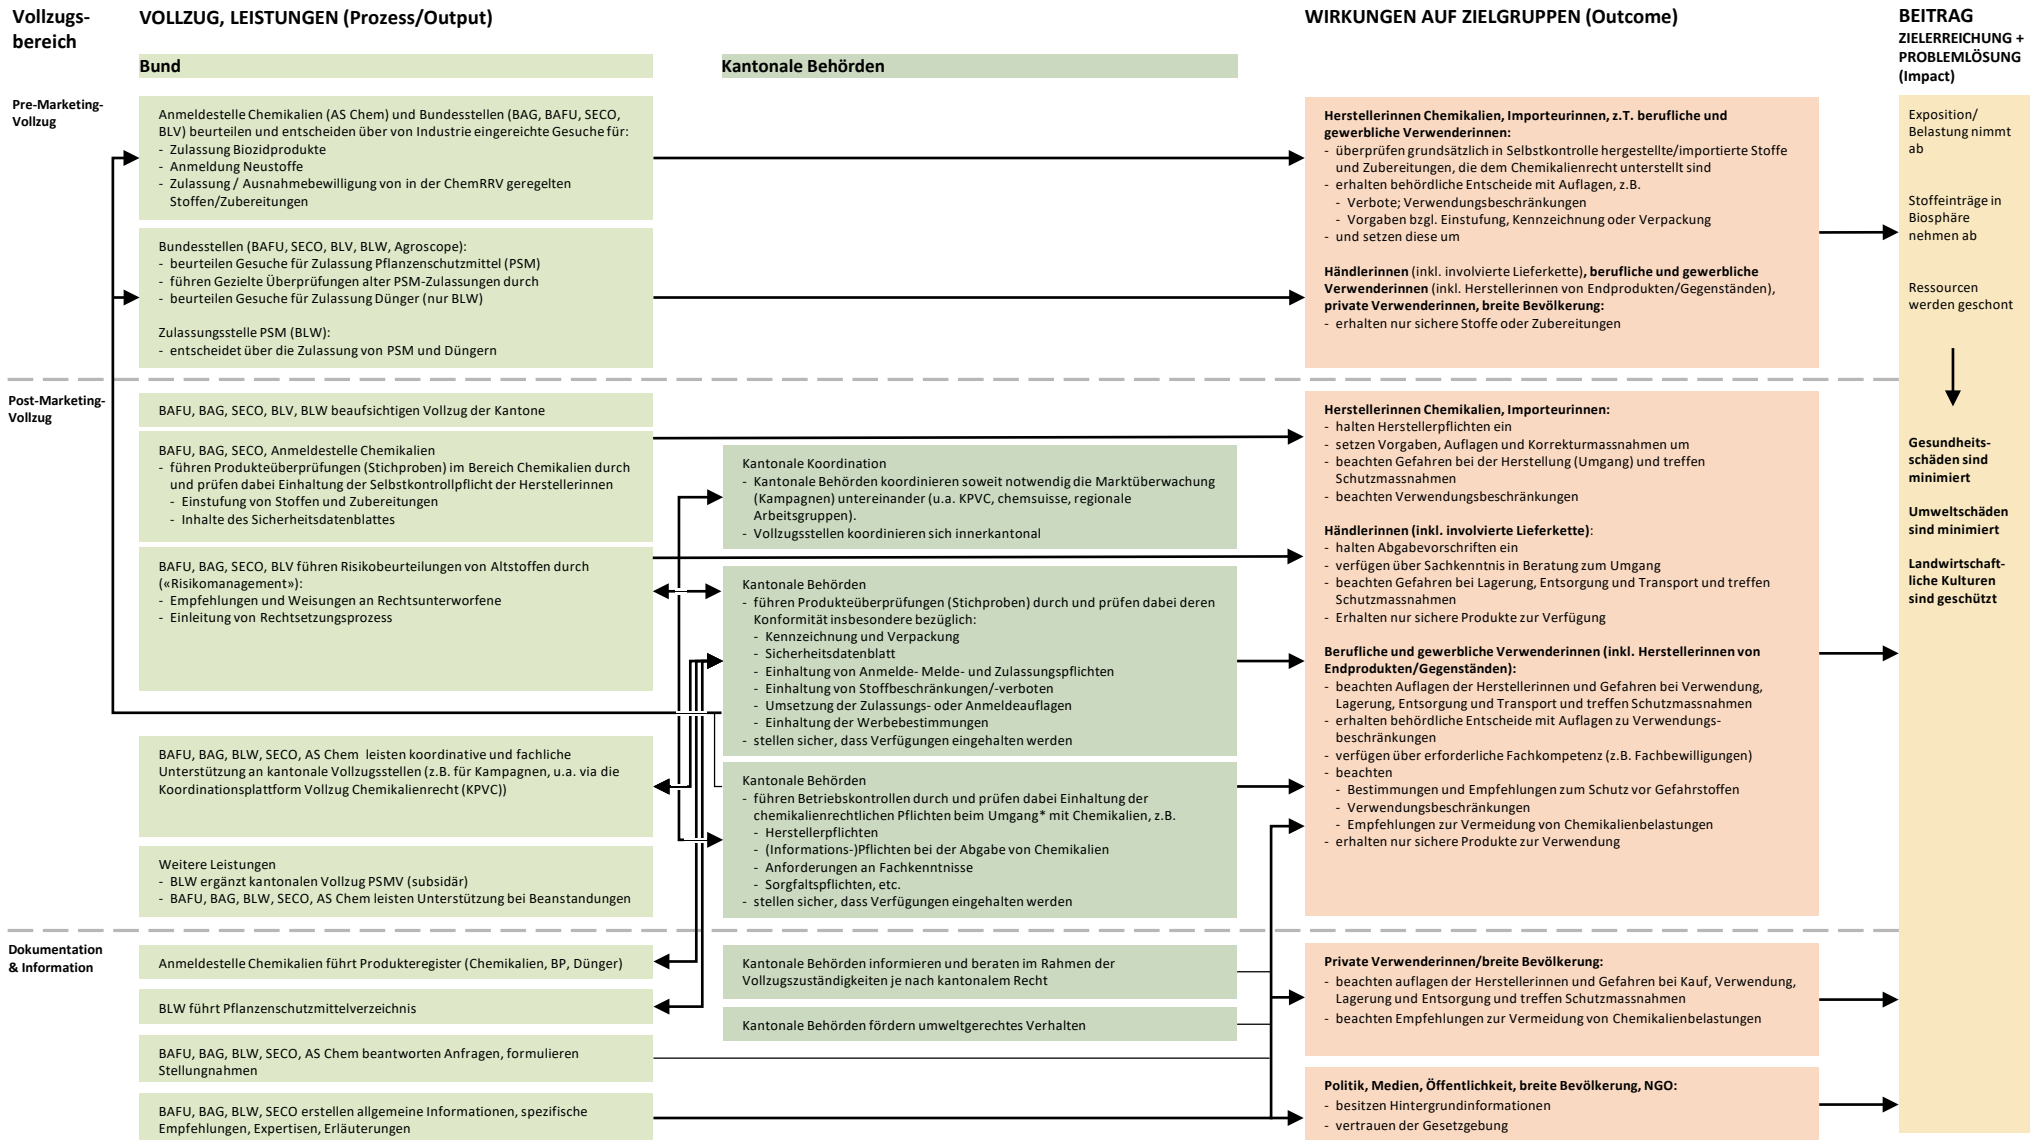 Vollzugs-
bereich
VOLLZUG, LEISTUNGEN (Prozess/Output)
WIRKUNGEN AUF ZIELGRUPPEN (Outcome)
BEITRAG
ZIELERREICHUNG +
PROBLEMLÖSUNG
(Impact)
Bund
Kantonale Behörden
Pre-Marketing-
Vollzug
Anmeldestelle Chemikalien (AS Chem) und Bundesstellen (BAG, BAFU, SECO,
BLV) beurteilen und entscheiden über von Industrie eingereichte Gesuche für:
- Zulassung Biozidprodukte
- Anmeldung Neustoffe
- Zulassung / Ausnahmebewilligung von in der ChemRRV geregelten
Stoffen/Zubereitungen
Bundesstellen (BAFU, SECO, BLV, BLW, Agroscope):
- beurteilen Gesuche für Zulassung Pflanzenschutzmittel (PSM)
- führen Gezielte Überprüfungen alter PSM-Zulassungen durch
- beurteilen Gesuche für Zulassung Dünger (nur BLW)
Zulassungsstelle PSM (BLW):
- entscheidet über die Zulassung von PSM und Düngern
Herstellerinnen Chemikalien, Importeurinnen, z.T. berufliche und
gewerbliche Verwenderinnen:
- überprüfen grundsätzlich in Selbstkontrolle hergestellte/importierte Stoffe
und Zubereitungen, die dem Chemikalienrecht unterstellt sind
- erhalten behördliche Entscheide mit Auflagen, z.B.
- Verbote; Verwendungsbeschränkungen
- Vorgaben bzgl. Einstufung, Kennzeichnung oder Verpackung
- und setzen diese um
Händlerinnen (inkl. involvierte Lieferkette), berufliche und gewerbliche
Verwenderinnen (inkl. Herstellerinnen von Endprodukten/Gegenständen),
private Verwenderinnen, breite Bevölkerung:
- erhalten nur sichere Stoffe oder Zubereitungen
Exposition/
Belastung nimmt
ab
Stoffeinträge in
Biosphäre
nehmen ab
Ressourcen
werden geschont
Gesundheits-
schäden sind
minimiert
Umweltschäden
sind minimiert
Landwirtschaft-
liche Kulturen
sind geschützt
Post-Marketing-
Vollzug
BAFU, BAG, SECO, BLV, BLW beaufsichtigen Vollzug der Kantone
BAFU, BAG, SECO, Anmeldestelle Chemikalien
- führen Produkteüberprüfungen (Stichproben) im Bereich Chemikalien durch
und prüfen dabei Einhaltung der Selbstkontrollpflicht der Herstellerinnen
- Einstufung von Stoffen und Zubereitungen
- Inhalte des Sicherheitsdatenblattes
BAFU, BAG, SECO, BLV führen Risikobeurteilungen von Altstoffen durch
(«Risikomanagement»):
- Empfehlungen und Weisungen an Rechtsunterworfene
- Einleitung von Rechtsetzungsprozess
BAFU, BAG, BLW, SECO, AS Chem leisten koordinative und fachliche
Unterstützung an kantonale Vollzugsstellen (z.B. für Kampagnen, u.a. via die
Koordinationsplattform Vollzug Chemikalienrecht (KPVC))
Weitere Leistungen
- BLW ergänzt kantonalen Vollzug PSMV (subsidär)
- BAFU, BAG, BLW, SECO, AS Chem leisten Unterstützung bei Beanstandungen
Kantonale Koordination
- Kantonale Behörden koordinieren soweit notwendig die Marktüberwachung
(Kampagnen) untereinander (u.a. KPVC, chemsuisse, regionale
Arbeitsgruppen).
- Vollzugsstellen koordinieren sich innerkantonal
Kantonale Behörden
- führen Produkteüberprüfungen (Stichproben) durch und prüfen dabei deren
Konformität insbesondere bezüglich:
- Kennzeichnung und Verpackung
- Sicherheitsdatenblatt
- Einhaltung von Anmelde- Melde- und Zulassungspflichten
- Einhaltung von Stoffbeschränkungen/-verboten
- Umsetzung der Zulassungs- oder Anmeldeauflagen
- Einhaltung der Werbebestimmungen
- stellen sicher, dass Verfügungen eingehalten werden
Kantonale Behörden
- führen Betriebskontrollen durch und prüfen dabei Einhaltung der
chemikalienrechtlichen Pflichten beim Umgang* mit Chemikalien, z.B.
- Herstellerpflichten
- (Informations-)Pflichten bei der Abgabe von Chemikalien
- Anforderungen an Fachkenntnisse
- Sorgfaltspflichten, etc.
- stellen sicher, dass Verfügungen eingehalten werden
Herstellerinnen Chemikalien, Importeurinnen:
- halten Herstellerpflichten ein
- setzen Vorgaben, Auflagen und Korrekturmassnahmen um
- beachten Gefahren bei der Herstellung (Umgang) und treffen
Schutzmassnahmen
- beachten Verwendungsbeschränkungen
Händlerinnen (inkl. involvierte Lieferkette):
- halten Abgabevorschriften ein
- verfügen über Sachkenntnis in Beratung zum Umgang
- beachten Gefahren bei Lagerung, Entsorgung und Transport und treffen
Schutzmassnahmen
- Erhalten nur sichere Produkte zur Verfügung
Berufliche und gewerbliche Verwenderinnen (inkl. Herstellerinnen von
Endprodukten/Gegenständen):
- beachten Auflagen der Herstellerinnen und Gefahren bei Verwendung,
Lagerung, Entsorgung und Transport und treffen Schutzmassnahmen
- erhalten behördliche Entscheide mit Auflagen zu Verwendungs-
beschränkungen
- verfügen über erforderliche Fachkompetenz (z.B. Fachbewilligungen)
- beachten
- Bestimmungen und Empfehlungen zum Schutz vor Gefahrstoffen
- Verwendungsbeschränkungen
- Empfehlungen zur Vermeidung von Chemikalienbelastungen
- erhalten nur sichere Produkte zur Verwendung
Dokumentation
& Information
Anmeldestelle Chemikalien führt Produkteregister (Chemikalien, BP, Dünger)
BLW führt Pflanzenschutzmittelverzeichnis
BAFU, BAG, BLW, SECO, AS Chem beantworten Anfragen, formulieren
Stellungnahmen
BAFU, BAG, BLW, SECO erstellen allgemeine Informationen, spezifische
Empfehlungen, Expertisen, Erläuterungen
Kantonale Behörden informieren und beraten im Rahmen der
Vollzugszuständigkeiten je nach kantonalem Recht
Kantonale Behörden fördern umweltgerechtes Verhalten
Private Verwenderinnen/breite Bevölkerung:
- beachten auflagen der Herstellerinnen und Gefahren bei Kauf, Verwendung,
Lagerung und Entsorgung und treffen Schutzmassnahmen
- beachten Empfehlungen zur Vermeidung von Chemikalienbelastungen
Politik, Medien, Öffentlichkeit, breite Bevölkerung, NGO:
- besitzen Hintergrundinformationen
- vertrauen der Gesetzgebung